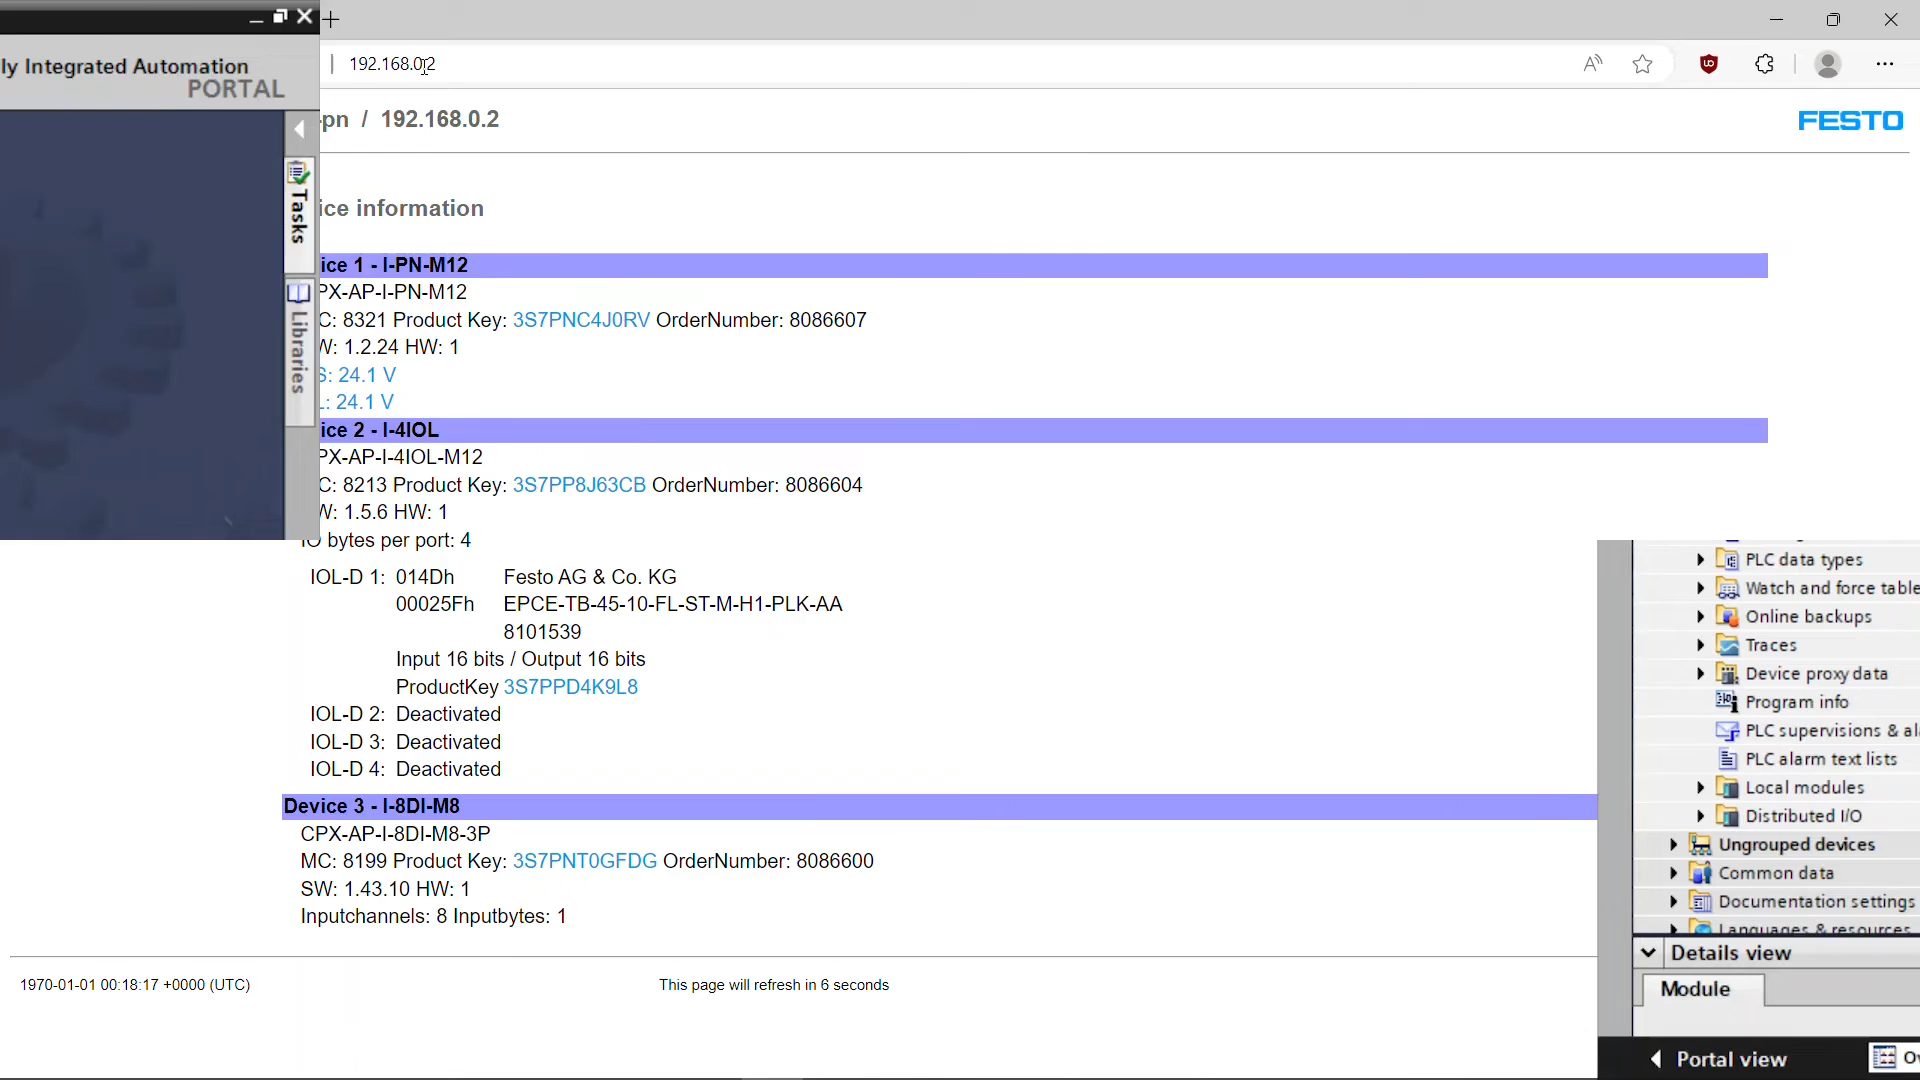 ly Integrated Automation
PORTAL
Tasks
Libraries
192.168.0.2
-pn / 192.168.0.2
FESTO
ice information
ice 1 - I-PN-M12
PX-AP-I-PN-M12
C: 8321 Product Key: 3S7PNC4J0RV OrderNumber: 8086607
W: 1.2.24 HW: 1
S: 24.1 V
L: 24.1 V
ice 2 - I-4IOL
PX-AP-I-4IOL-M12
C: 8213 Product Key: 3S7PP8J63CB OrderNumber: 8086604
W: 1.5.6 HW: 1
IO bytes per port: 4
IOL-D 1: 014Dh Festo AG & Co. KG
00025Fh EPCE-TB-45-10-FL-ST-M-H1-PLK-AA
8101539
Input 16 bits / Output 16 bits
ProductKey 3S7PPD4K9L8
IOL-D 2: Deactivated
IOL-D 3: Deactivated
IOL-D 4: Deactivated
Device 3 - I-8DI-M8
CPX-AP-I-8DI-M8-3P
MC: 8199 Product Key: 3S7PNT0GFDG OrderNumber: 8086600
SW: 1.43.10 HW: 1
Inputchannels: 8 Inputbytes: 1
1970-01-01 00:18:17 +0000 (UTC)
This page will refresh in 6 seconds
PLC data types
Watch and force table
Online backups
Traces
Device proxy data
Program info
PLC supervisions & al
PLC alarm text lists
Local modules
Distributed I/O
Ungrouped devices
Common data
Documentation settings
Languages & resources
Details view
Module
Portal view
Ov